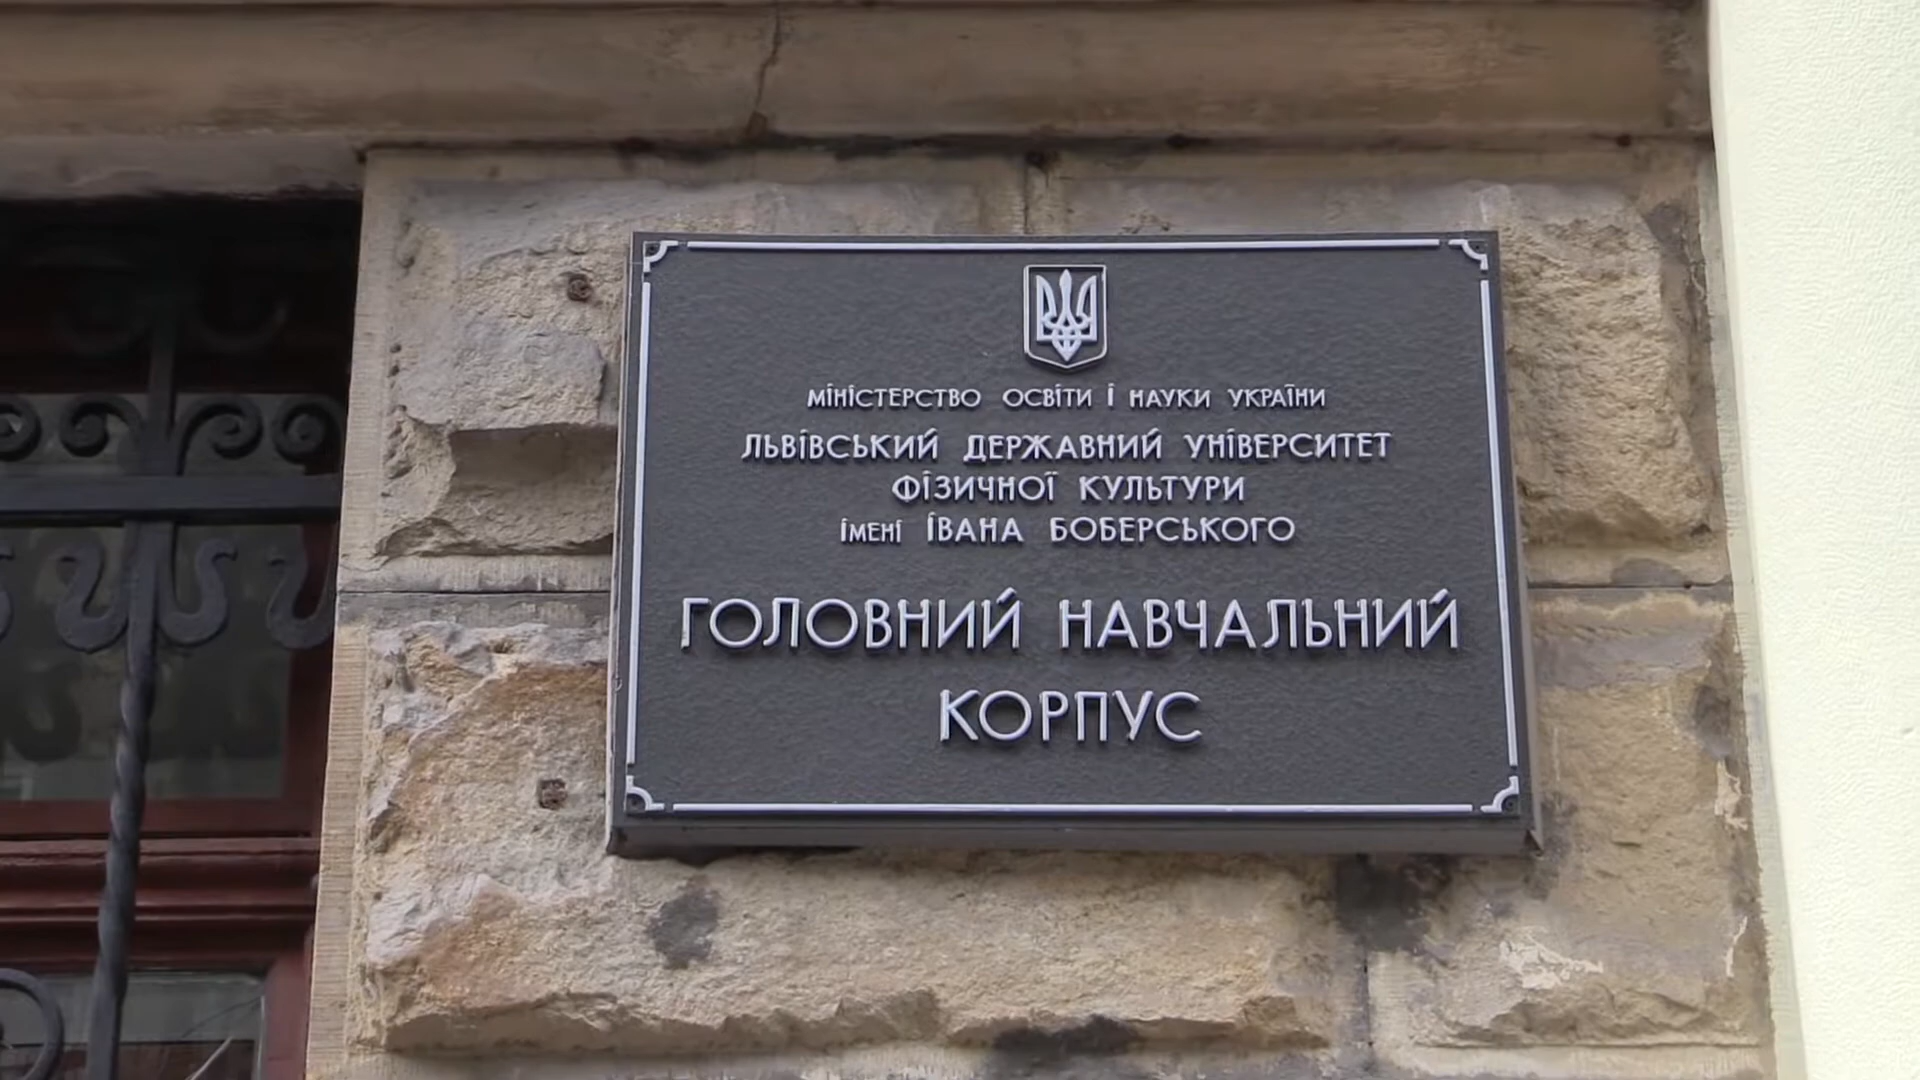 МІНІСТЕРСТВО ОСВІТИ І НАУКИ УКРАЇНИ
ЛЬВІВСЬКИЙ ДЕРЖАВНИЙ УНІВЕРСИТЕТ
ФІЗИЧНОЇ КУЛЬТУРИ
ІМЕНІ ІВАНА БОБЕРСЬКОГО
ГОЛОВНИЙ НАВЧАЛЬНИЙ
КОРПУС